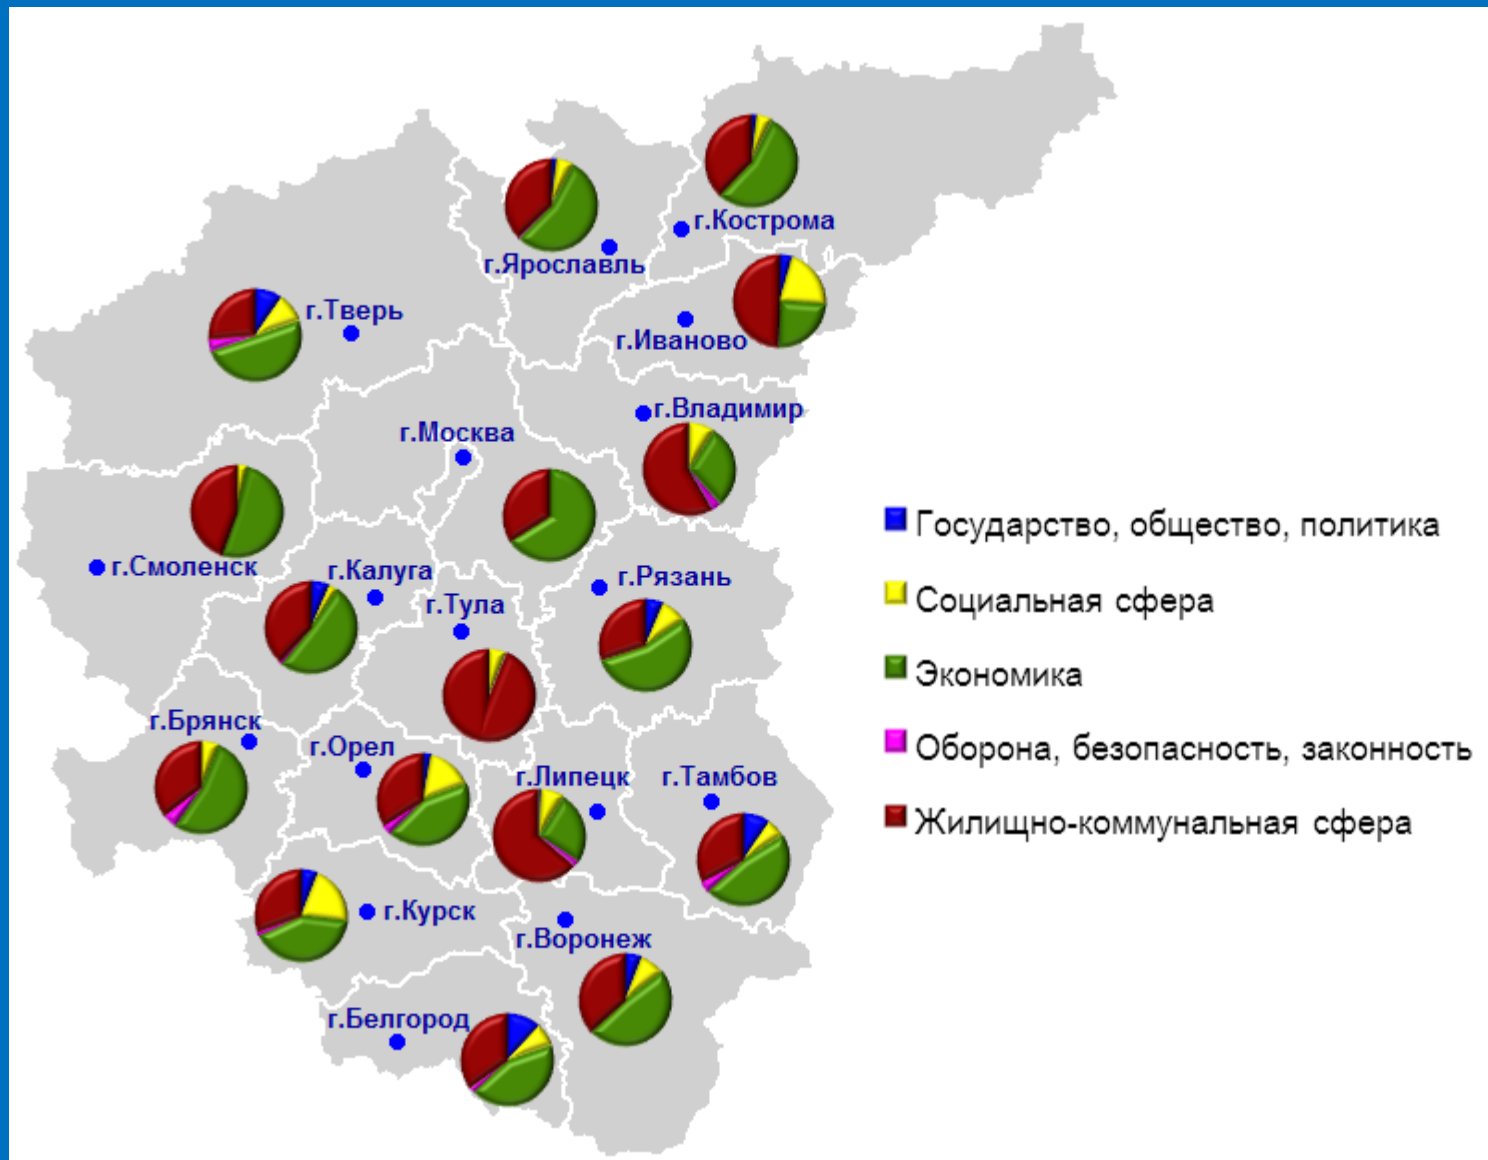 г.Кострома
г.Ярославль
г.Тверь
г.Иваново
г.Владимир
г.Москва
г.Смоленск
г.Калуга
г.Рязань
г.Тула
г.Брянск
г.Орел
г.Липецк
г.Тамбов
г.Курск
г.Воронеж
г.Белгород
Государство, общество, политика
Социальная сфера
Экономика
Оборона, безопасность, законность
Жилищно-коммунальная сфера